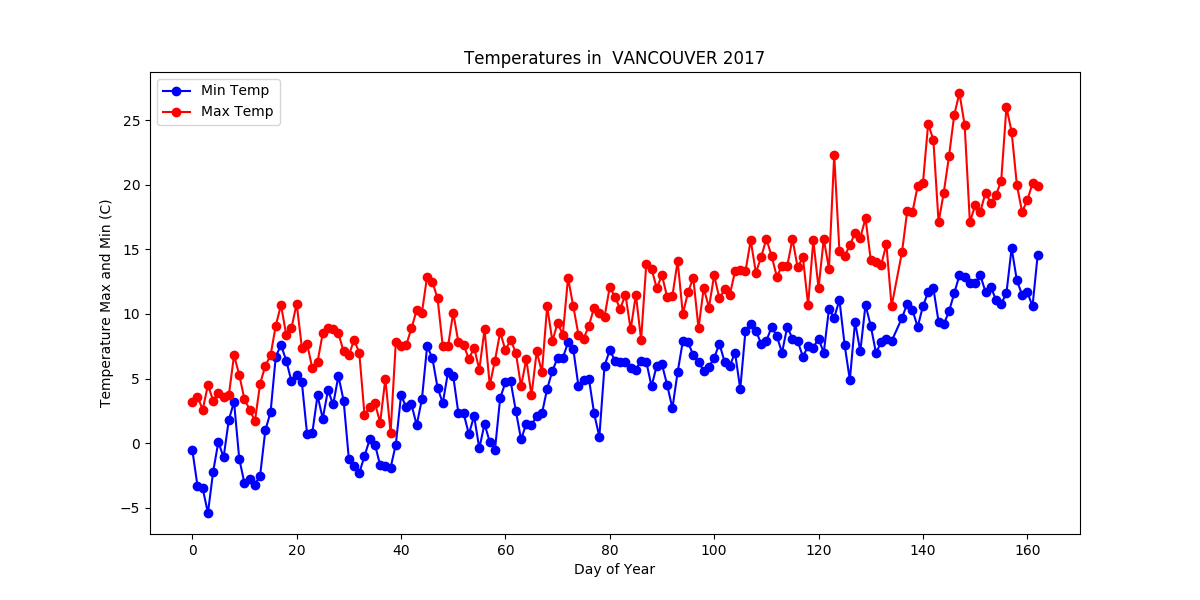 Temperatures in  VANCOUVER 2017
Min Temp
Max Temp
Temperature Max and Min (C)
25
20
15
10
5
0
−5
0 20 40 60 80 100 120 140 160
Day of Year